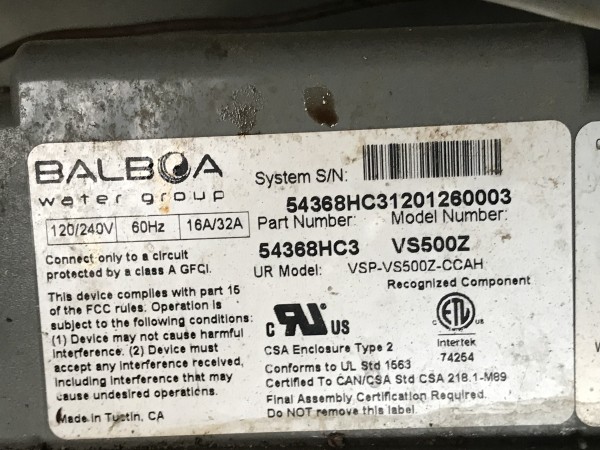 BALBOA
water group
System S/N:
54368HC31201260003
120/240V 60Hz 16A/32A
Part Number: Model Number:
54368HC3 VS500Z
UR Model: VSP-VS500Z-CCAH
Connect only to a circuit
protected by a class A GFCI.
Recognized Component
This device complies with part 15
of the FCC rules. Operation is
subject to the following conditions:
(1) Device may not cause harmful
Interference. (2) Device must
accept any interference received,
including Interference that may
cause undesired operations.
Made in Tustin, CA
C RU US
ETL
Intertek
74254
CSA Enclosure Type 2
Conforms to UL Std 1563
Certified To CAN/CSA Std CSA 218.1-M89
Final Assembly Certification Required.
Do NOT remove this label.